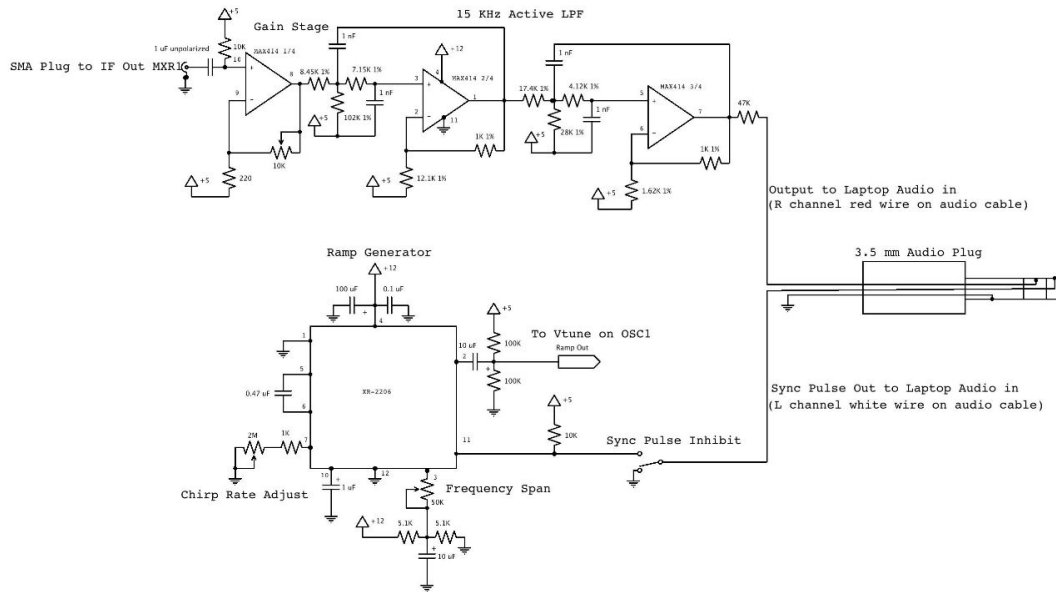 15 KHz Active LPF
+5
Gain Stage
10K
1 nF
+12
1 nF
1 uF unpolarized
MAX414 1/4
10
SMA Plug to IF Out MXR1
+
8
8.45K 1%
7.15K 1%
3
+
4
MAX414 2/4
17.4K 1%
4.12K 1%
5
+
MAX414 3/4
7
47K
9
-
1 nF
1
1 nF
+5
102K 1%
2
-
11
+5
28K 1%
6
-
10K
1K 1%
1K 1%
+5
220
+5
12.1K 1%
+5
1.62K 1%
Output to Laptop Audio in
(R channel red wire on audio cable)
Ramp Generator
3.5 mm Audio Plug
+12
100 uF
0.1 uF
+
4
+5
1
10 uF
100K
To Vtune on OSC1
2
Ramp Out
5
+
100K
0.47 uF
XR-2206
Sync Pulse Out to Laptop Audio in
(L channel white wire on audio cable)
6
+5
2M
1K
7
11
10K
Sync Pulse Inhibit
10
+
12
3
Chirp Rate Adjust
1 uF
50K
Frequency Span
+12
5.1K
5.1K
+
10 uF